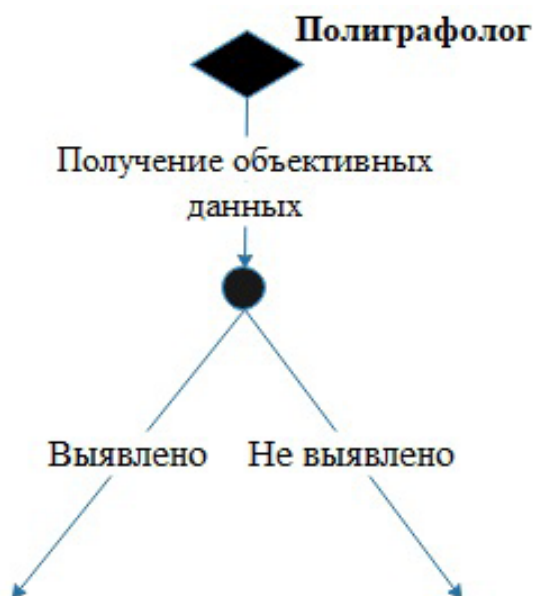 Полиграфолог
Получение объективных
данных
Выявлено
Не выявлено